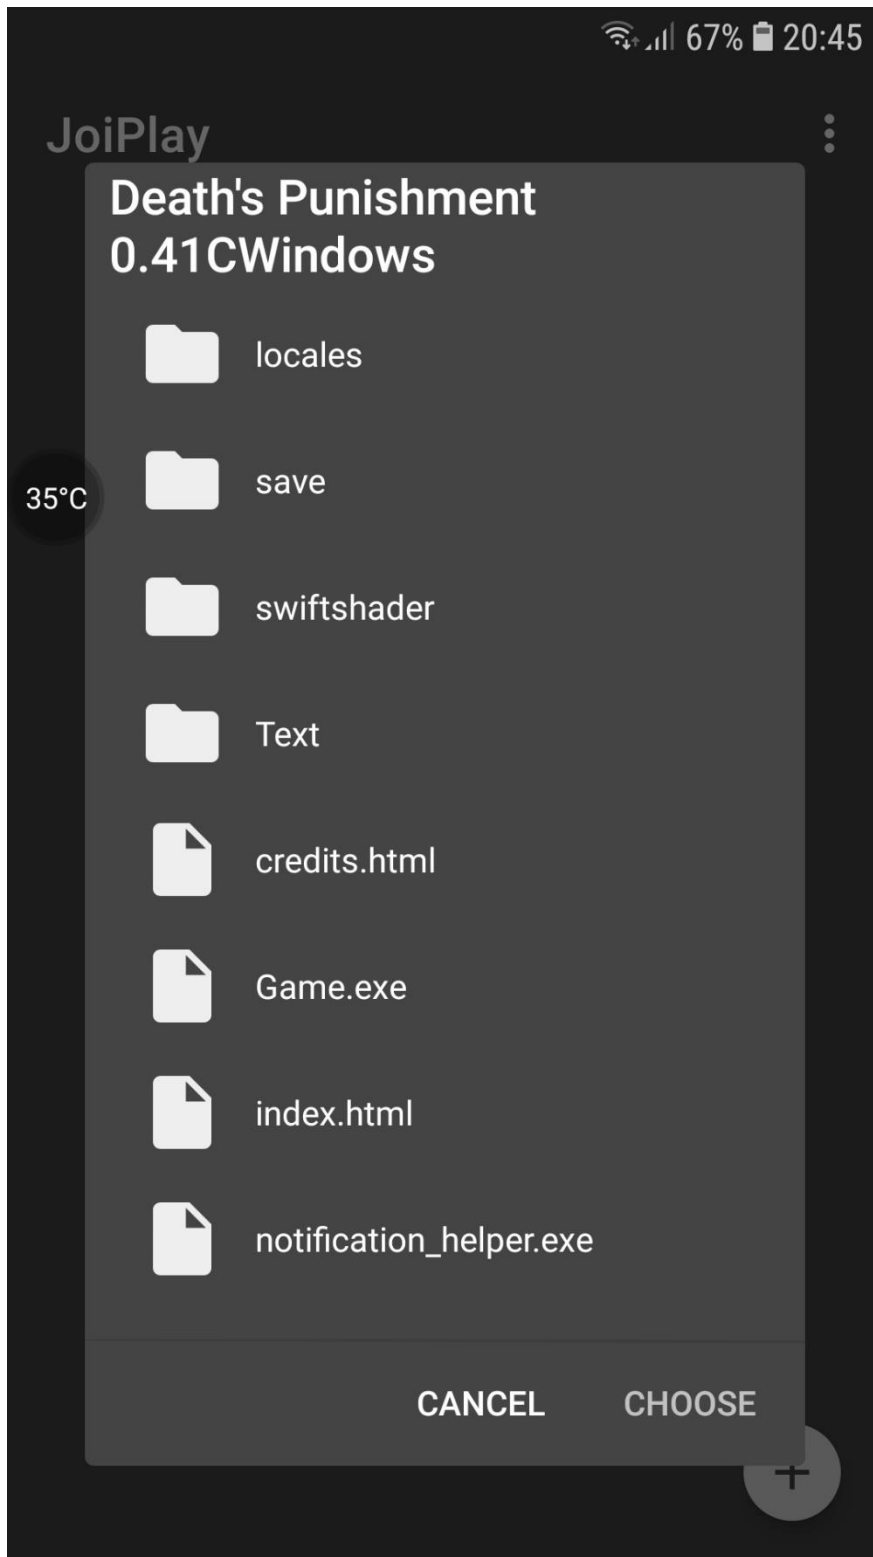 67% 20:45
JoiPlay
Death's Punishment
0.41CWindows
locales
save
35°C
swiftshader
Text
credits.html
Game.exe
index.html
notification_helper.exe
CANCEL CHOOSE